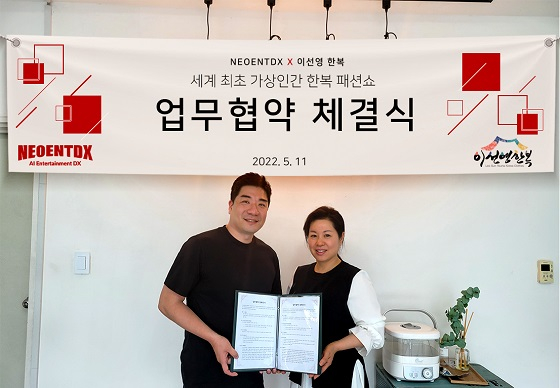 NEOENTDX X 이선영 한복
세계 최초 가상인간 한복 패션쇼
업무협약 체결식
NEOENTDX
AI Entertainment DX
2022. 5, 11
이선영한복